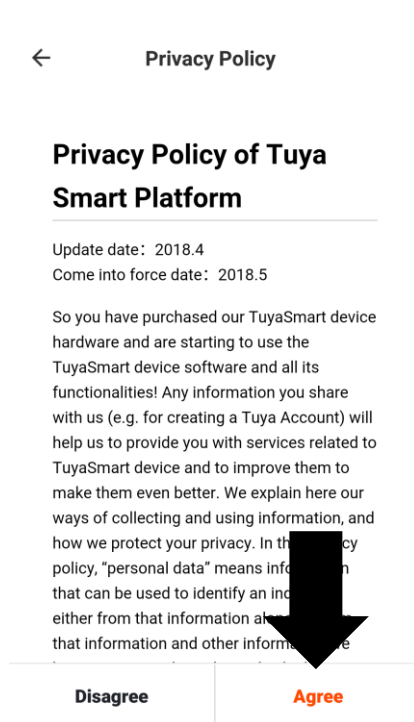 Privacy Policy
Privacy Policy of Tuya
Smart Platform
Update date：2018.4
Come into force date：2018.5
So you have purchased our TuyaSmart device
hardware and are starting to use the
TuyaSmart device software and all its
functionalities! Any information you share
with us (e.g. for creating a Tuya Account) will
help us to provide you with services related to
TuyaSmart device and to improve them to
make them even better. We explain here our
ways of collecting and using information, and
how we protect your privacy. In
policy, “personal data” means
that can be used to identify an
either from that information
that information and other
Disagree
Agree